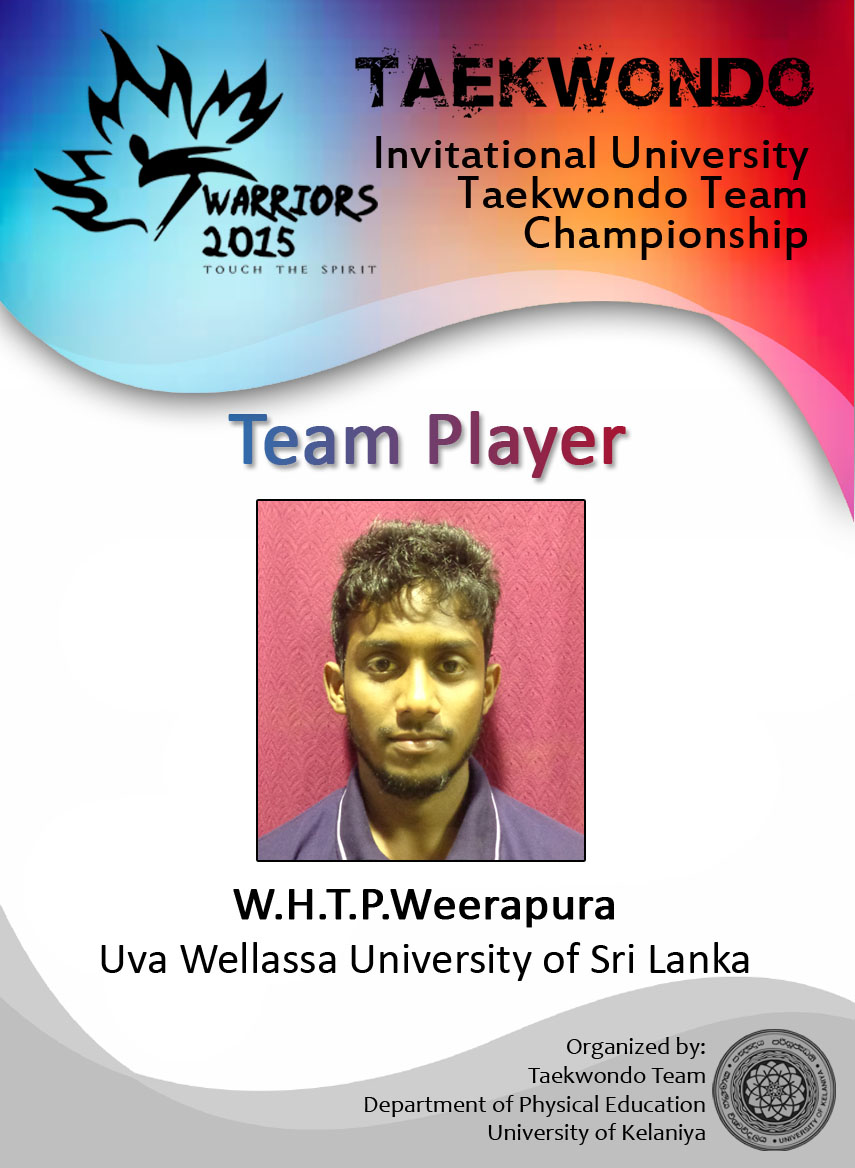 TAEKWONDO
Invitational University
Taekwondo Team
Championship
WARRIORS
2015
TOUCH THE SPIRIT
Team Player
W.H.T.P.Weerapura
Uva Wellassa University of Sri Lanka
Organized by:
Taekwondo Team
Department of Physical Education
University of Kelaniya
UNIVERSITY OF KELANIYA